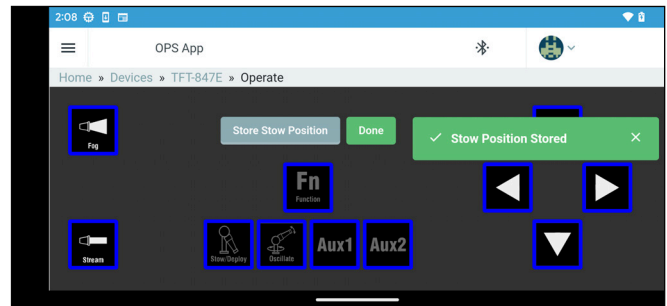 2:08
OPS App
Home » Devices » TFT-847E » Operate
Fog
Store Stow Position
Done
Stow Position Stored
Fn
Function
Stream
Stow/Deploy
Oscillate
Aux1
Aux2